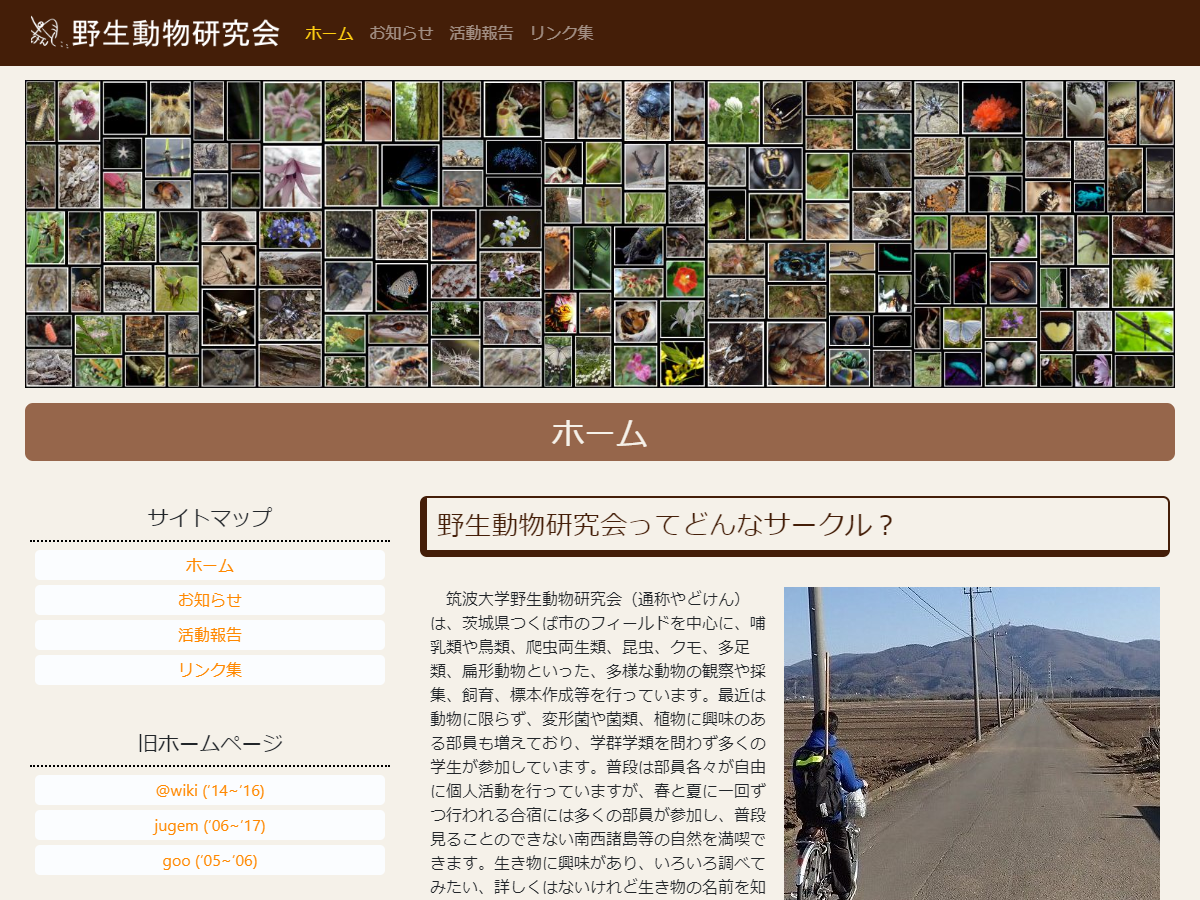 野生動物研究会 ホーム お知らせ 活動報告 リンク集
ホーム
サイトマップ
ホーム
お知らせ
活動報告
リンク集
旧ホームページ
@wiki (’14~’16)
jugem (’06~’17)
goo (’05~’06)
野生動物研究会ってどんなサークル？
筑波大学野生動物研究会（通称やどけん）
は、茨城県つくば市のフィールドを中心に、哺
乳類や鳥類、爬虫両生類、昆虫、クモ、多足
類、扁形動物といった、多様な動物の観察や採
集、飼育、標本作成等を行っています。最近は
動物に限らず、変形菌や菌類、植物に興味のあ
る部員も増えており、学群学類を問わず多くの
学生が参加しています。普段は部員各々が自由
に個人活動を行っていますが、春と夏に一回ず
つ行われる合宿には多くの部員が参加し、普段
見ることのできない南西諸島等の自然を満喫で
きます。生き物に興味があり、いろいろ調べて
みたい、詳しくはないけれど生き物の名前を知